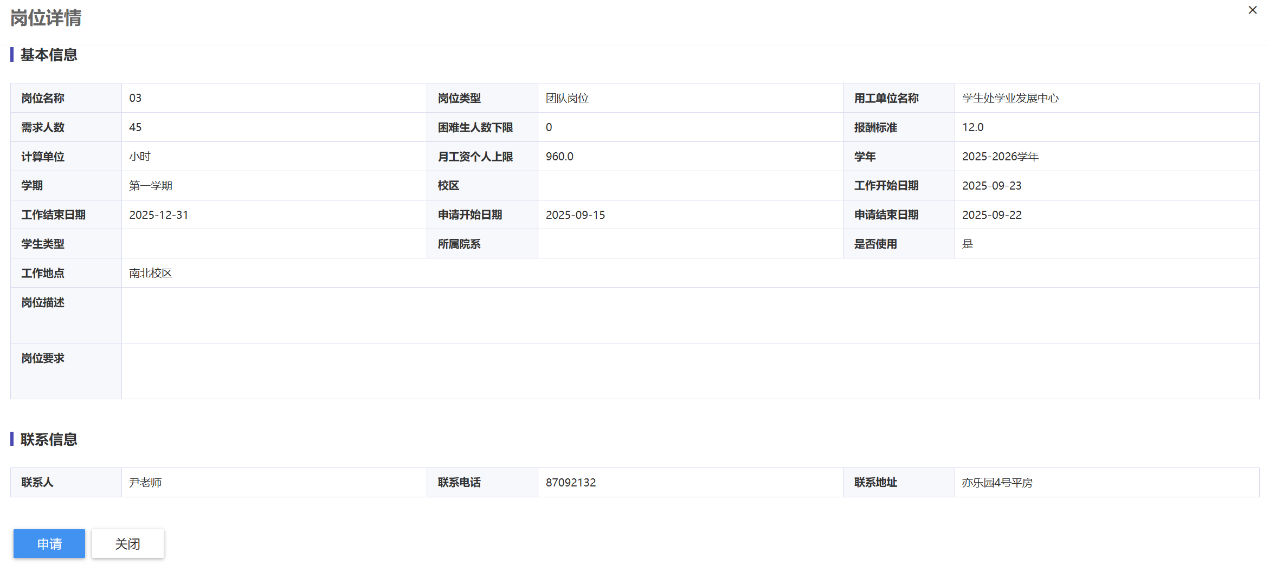 岗位详情
×
基本信息
岗位名称 03 岗位类型 团队岗位 用工单位名称 学生处学业发展中心
需求人数 45 困难生人数下限 0 报酬标准 12.0
计算单位 小时 月工资个人上限 960.0 学年 2025-2026学年
学期 第一学期 校区 工作开始日期 2025-09-23
工作结束日期 2025-12-31 申请开始日期 2025-09-15 申请结束日期 2025-09-22
学生类型 所属院系 是否使用 是
工作地点 南北校区
岗位描述
岗位要求
联系信息
联系人 尹老师 联系电话 87092132 联系地址 亦乐园4号平房
申请 关闭